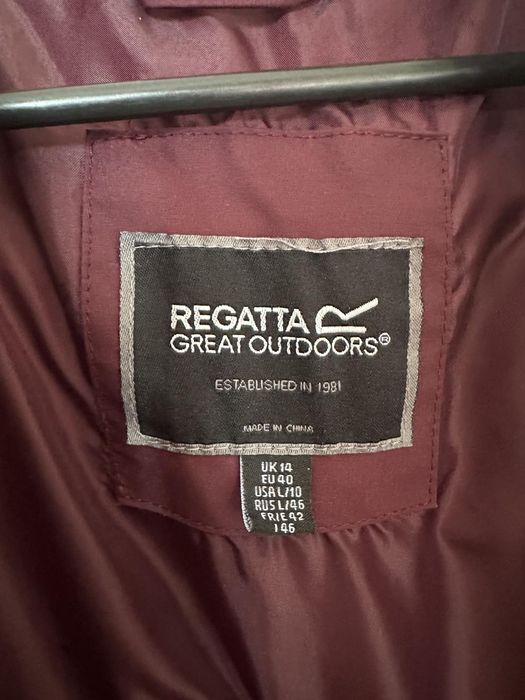 REGATTA
GREAT OUTDOORS®
ESTABLISHED IN 1981
MADE IN CHINA
UK 14
EU 40
USA L/10
RUS L/46
FR/E 42
I 46